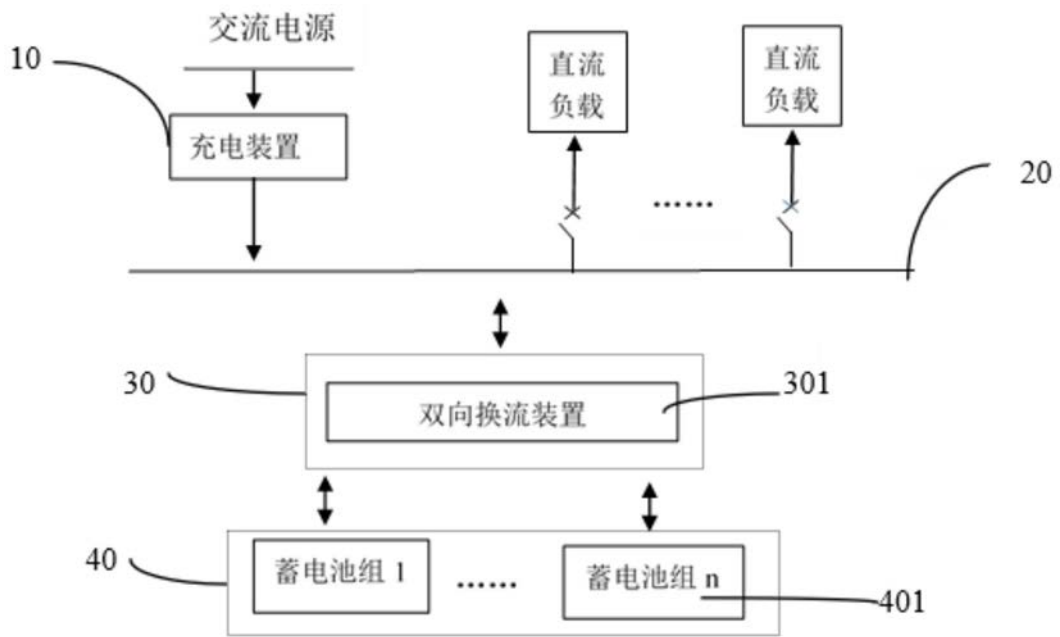 交流电源
10
充电装置
直流
负载
直流
负载
……
20
30
双向换流装置
301
40
蓄电池组 1
……
蓄电池组 n
401